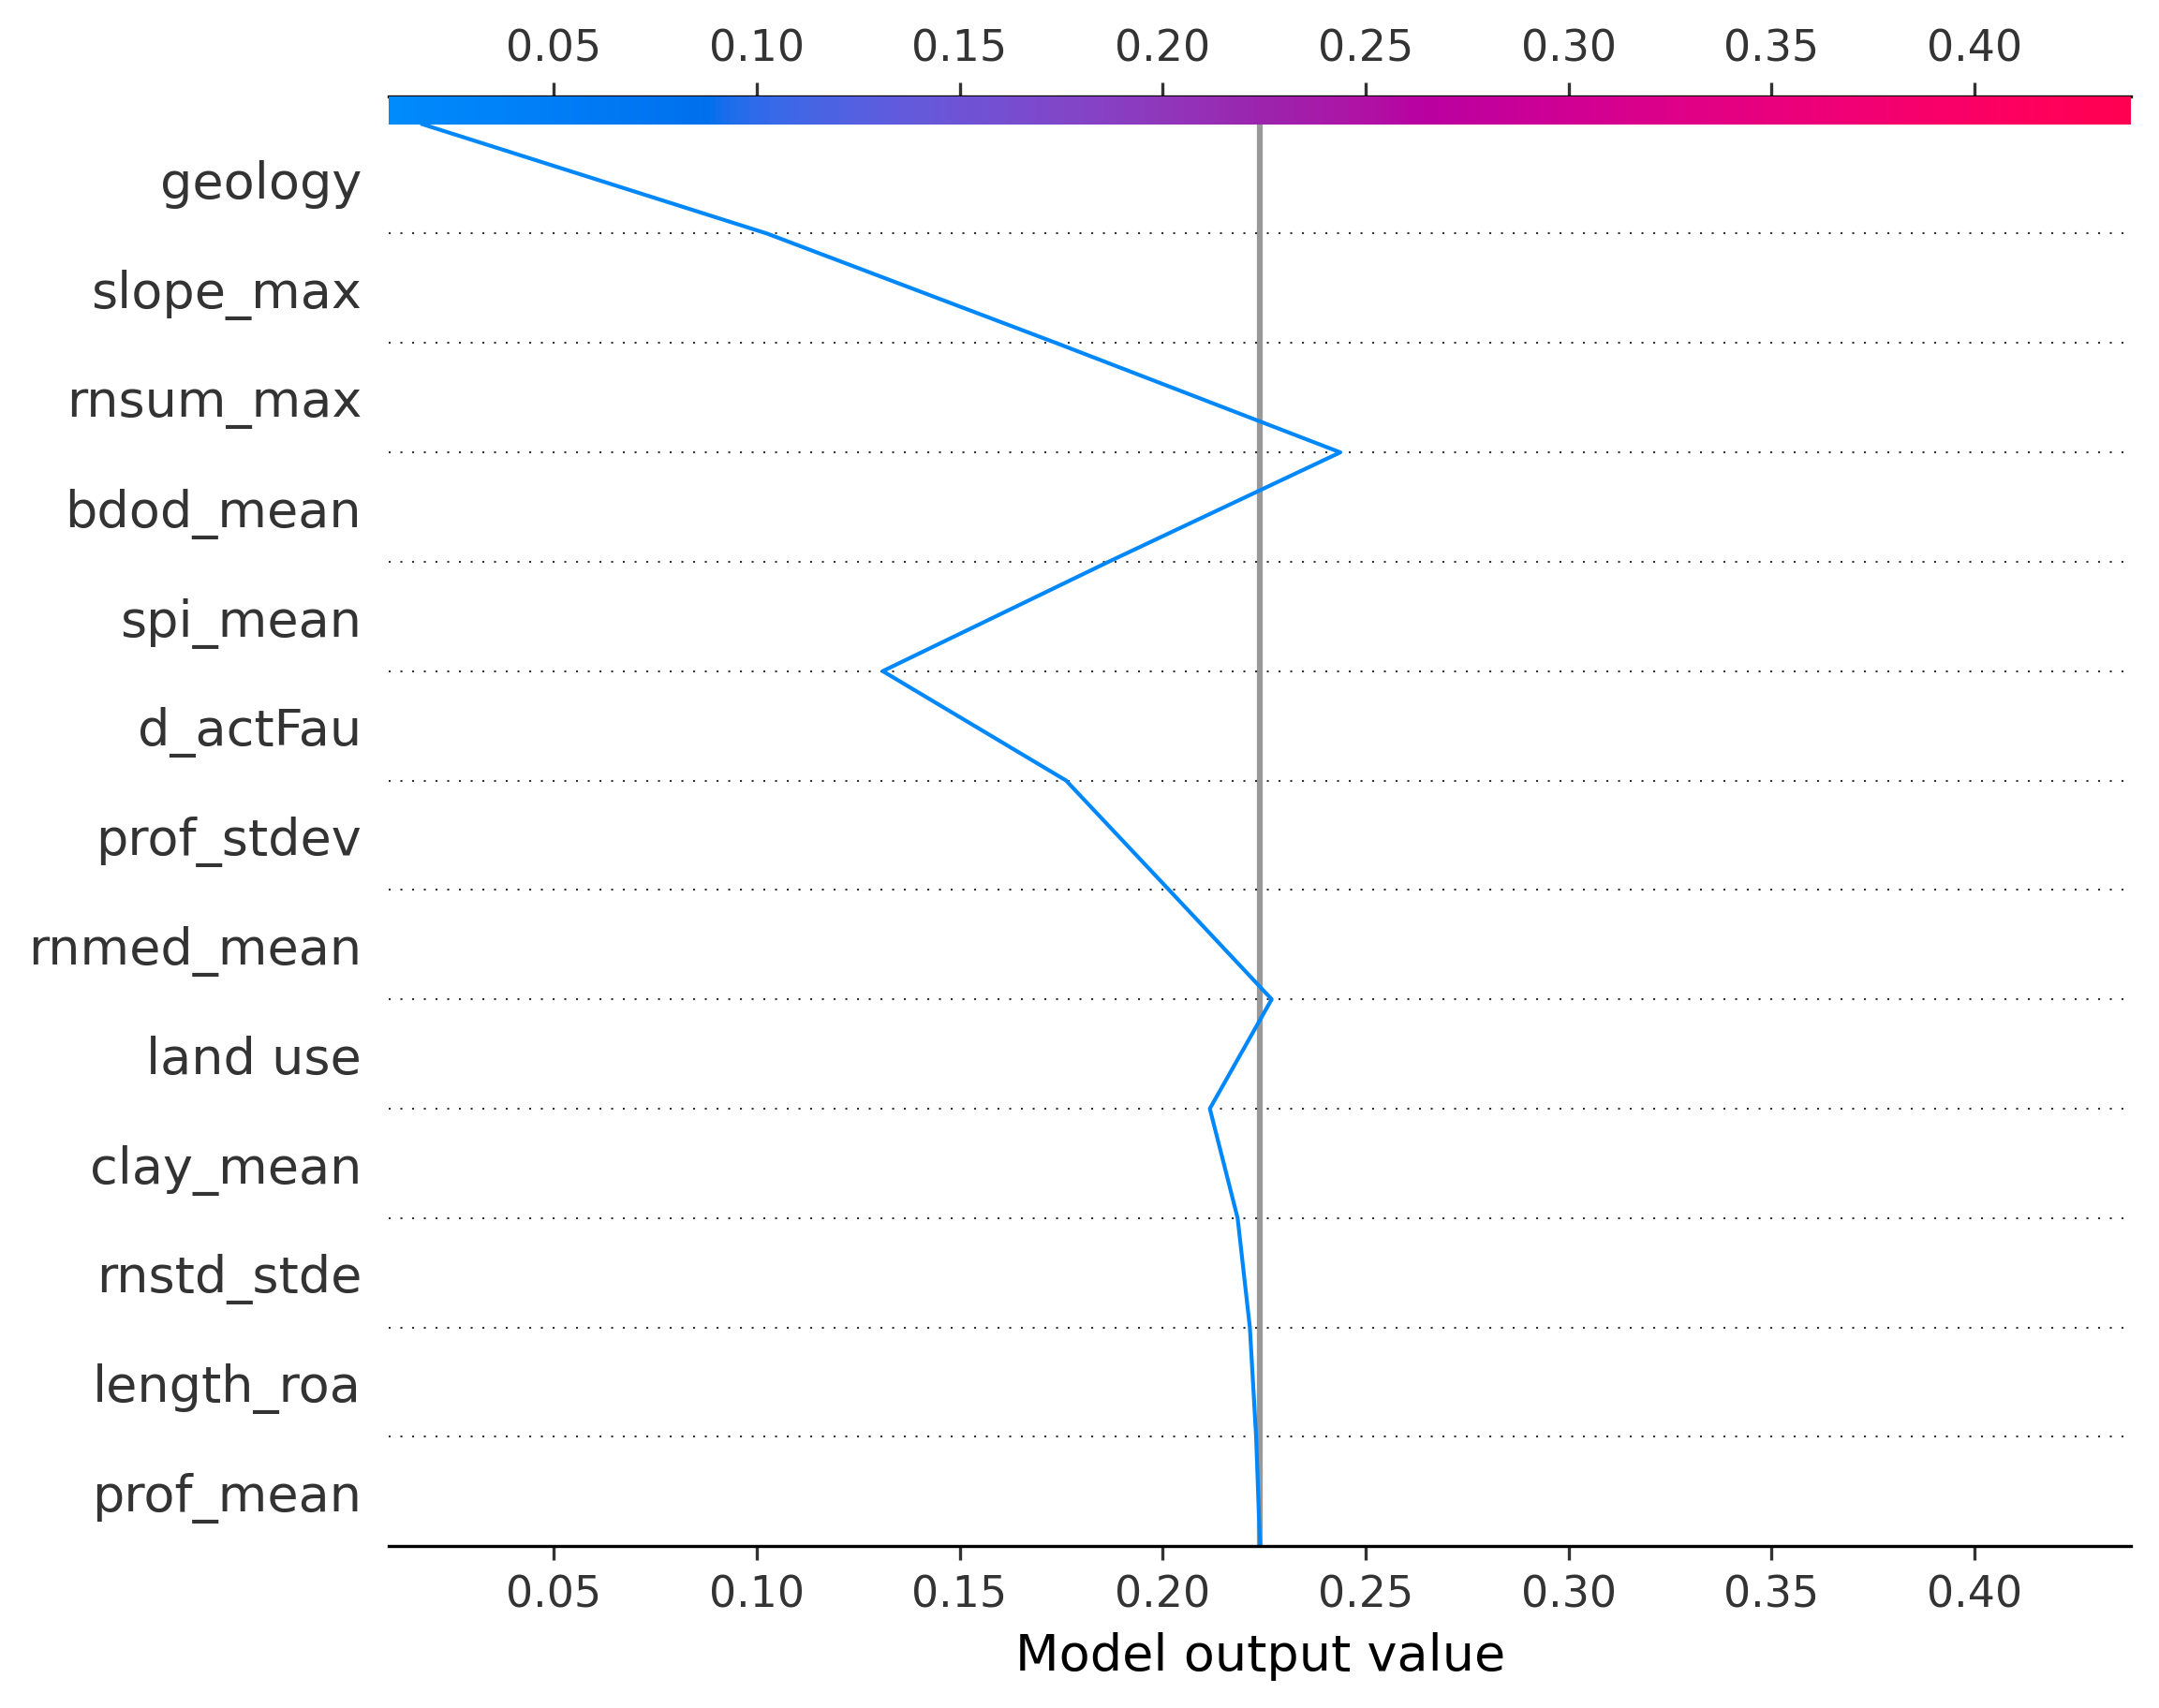 0.05 0.10 0.15 0.20 0.25 0.30 0.35 0.40
geology
slope_max
rnsum_max
bdod_mean
spi_mean
d_actFau
prof_stdev
rnmed_mean
land use
clay_mean
rnstd_stde
length_roa
prof_mean
0.05 0.10 0.15 0.20 0.25 0.30 0.35 0.40
Model output value